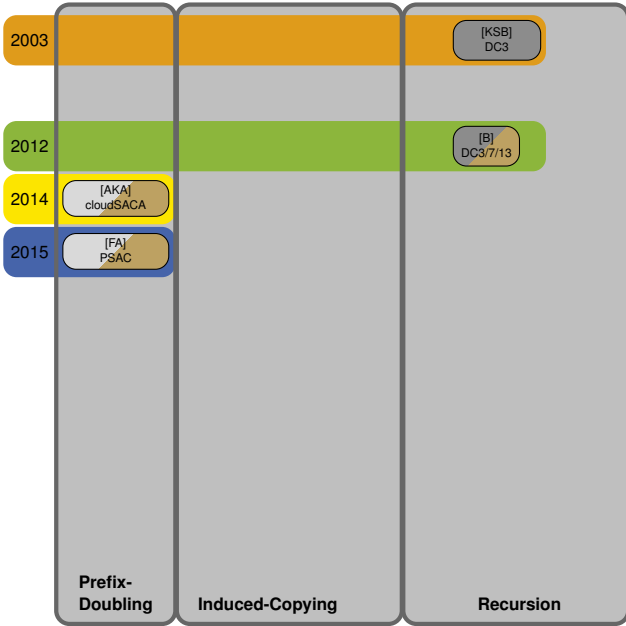 2003
[KSB]
DC3
2012
[B]
DC3/7/13
2014
[AKA]
cloudSACA
2015
[FA]
PSAC
Prefix-
Doubling
Induced-Copying
Recursion